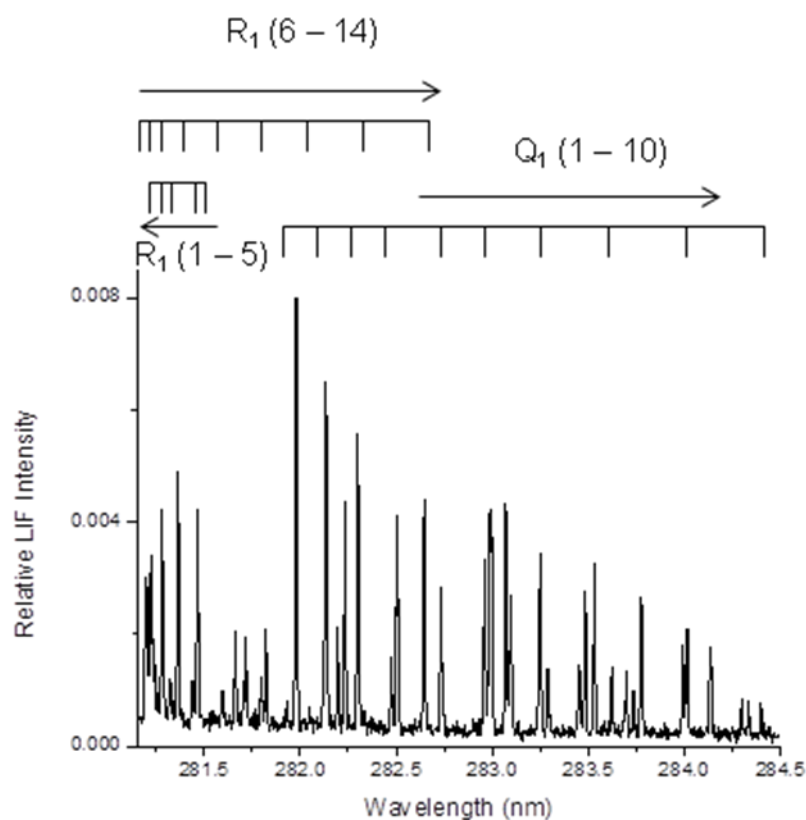 R₁ (6 – 14)
Q₁ (1 – 10)
R₁ (1 – 5)
0.008
0.004
0.000
Relative LIF Intensity
281.5
282.0
282.5
283.0
283.5
284.0
284.5
Wavelength (nm)